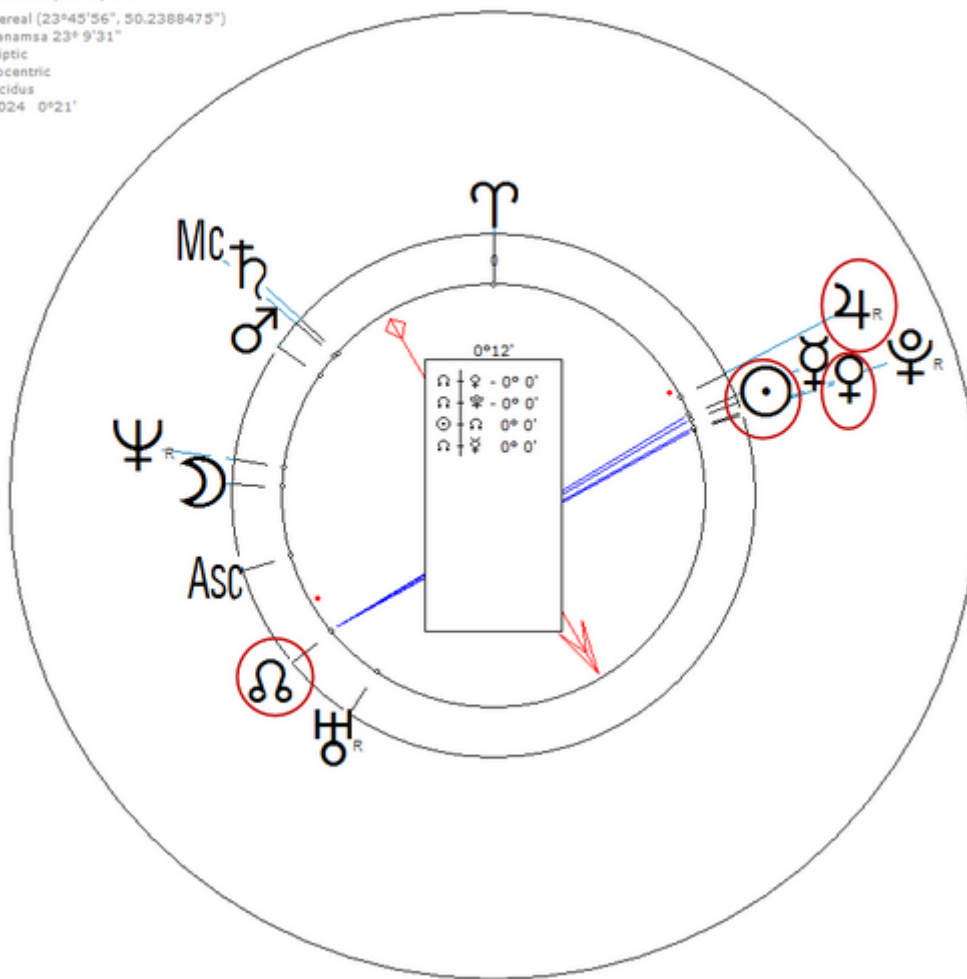 ereal (23°45'56", 50.2388475")
anamsa 23° 9'31"
iptic
ocentric
cidus
024 0°21'
♈
Mc ♄
♂
♃R
☿ ♀ ♇R
☉
♆R
☽
Asc
☊
♅R
0
0°12'
☊ ♀ - 0° 0'
☊ ♇ - 0° 0'
☉ ☊ 0° 0'
☊ ☿ 0° 0'